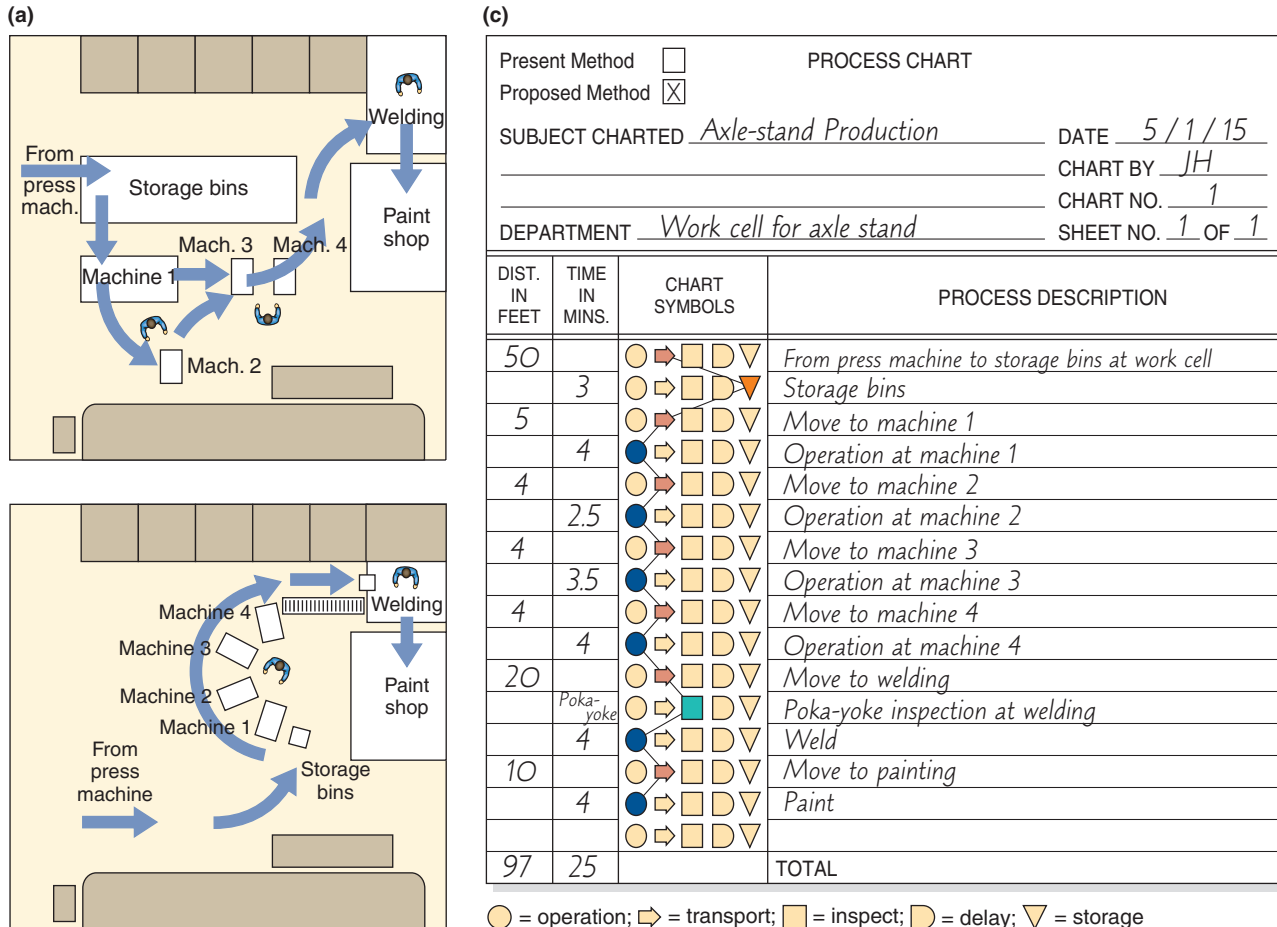 (a)
Welding
From
press
mach.
Storage bins
Paint
shop
Mach. 3 Mach. 4
Machine 1
Mach. 2
Machine 4
Welding
Machine 3
Machine 2
Paint
shop
Machine 1
From
press
machine
Storage
bins
(c)
Present Method PROCESS CHART
Proposed Method X
SUBJECT CHARTED Axle-stand Production DATE 5 / 1 / 15
CHART BY JH
CHART NO. 1
DEPARTMENT Work cell for axle stand SHEET NO. 1 OF 1
DIST.
IN
FEET
TIME
IN
MINS.
CHART
SYMBOLS
PROCESS DESCRIPTION
50 From press machine to storage bins at work cell
3 Storage bins
5 Move to machine 1
4 Operation at machine 1
4 Move to machine 2
2.5 Operation at machine 2
4 Move to machine 3
3.5 Operation at machine 3
4 Move to machine 4
4 Operation at machine 4
20 Move to welding
Poka-
yoke Poka-yoke inspection at welding
4 Weld
10 Move to painting
4 Paint
97 25 TOTAL
= operation; = transport; = inspect; = delay; = storage